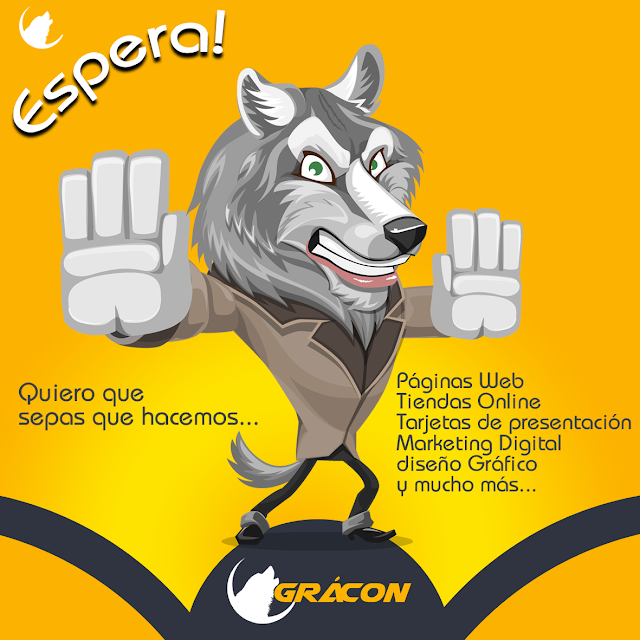 Espera!
Quiero que
sepas que hacemos...
Páginas Web
Tiendas Online
Tarjetas de presentación
Marketing Digital
diseño Gráfico
y mucho más...
GRÁCON